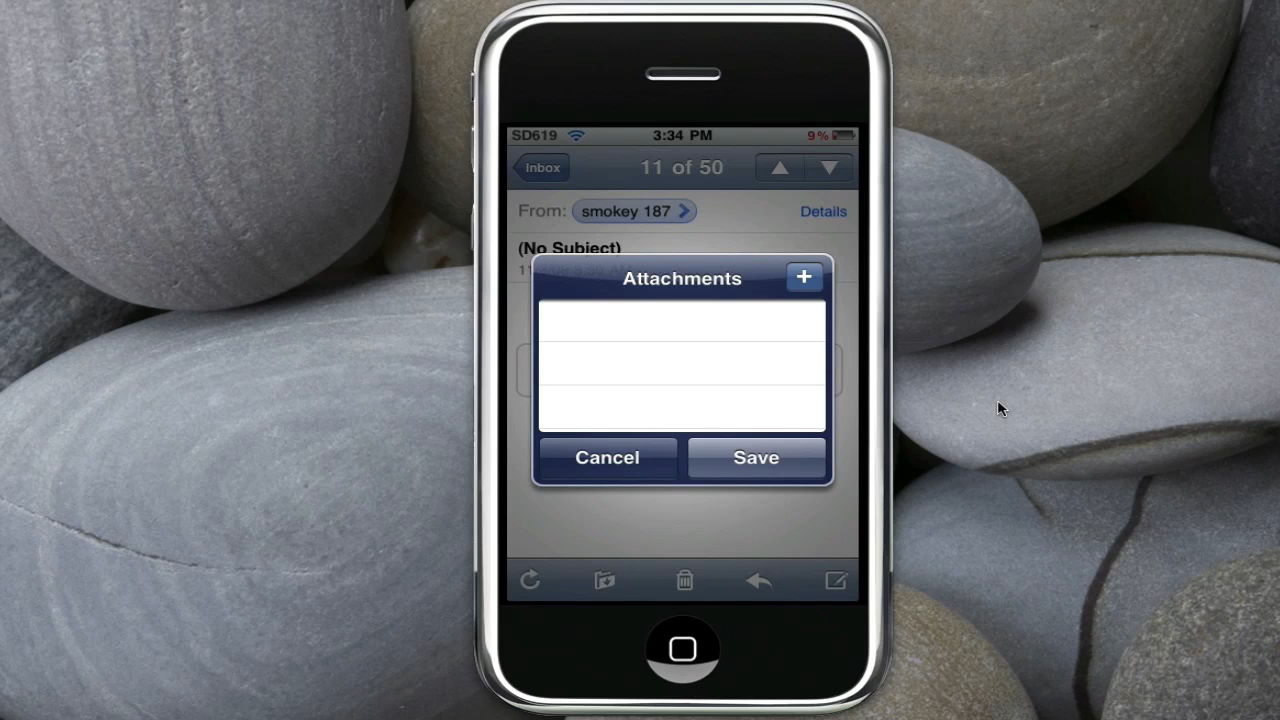 SD619 3:34 PM 9%
Inbox 11 of 50
From: smokey 187 Details
(No Subject)
Attachments +
Cancel Save